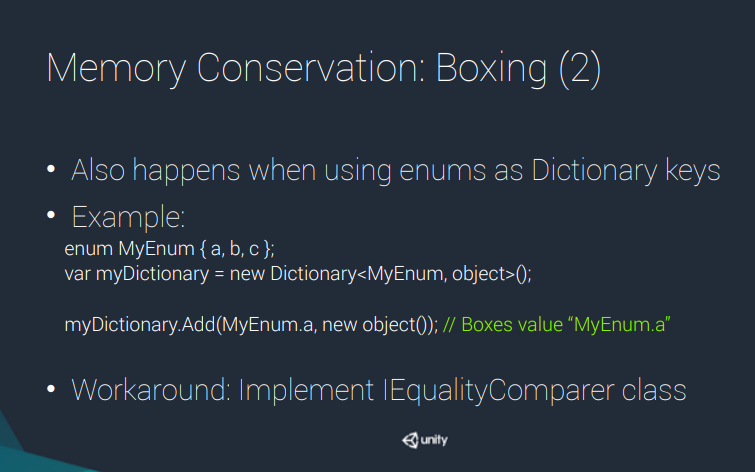 Memory Conservation: Boxing (2)
• Also happens when using enums as Dictionary keys
• Example:
enum MyEnum { a, b, c };
var myDictionary = new Dictionary<MyEnum, object>();
myDictionary.Add(MyEnum.a, new object()); // Boxes value “MyEnum.a”
• Workaround: Implement IEqualityComparer class
unity